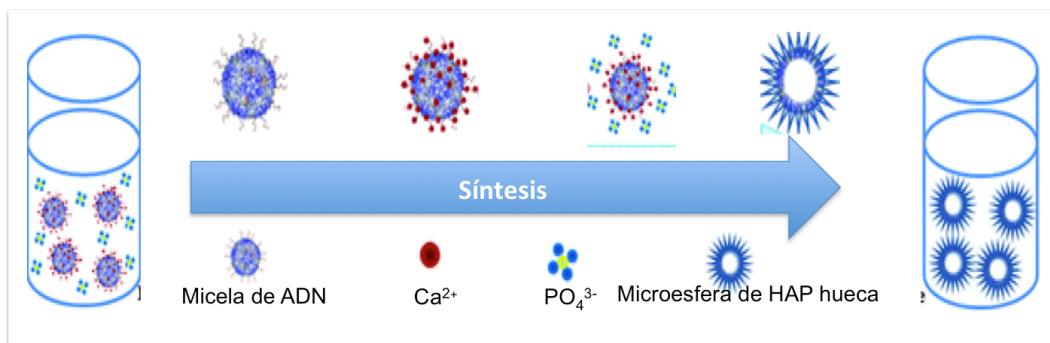 Síntesis
Micela de ADN
Ca²⁺
PO₄³⁻
Microesfera de HAP hueca